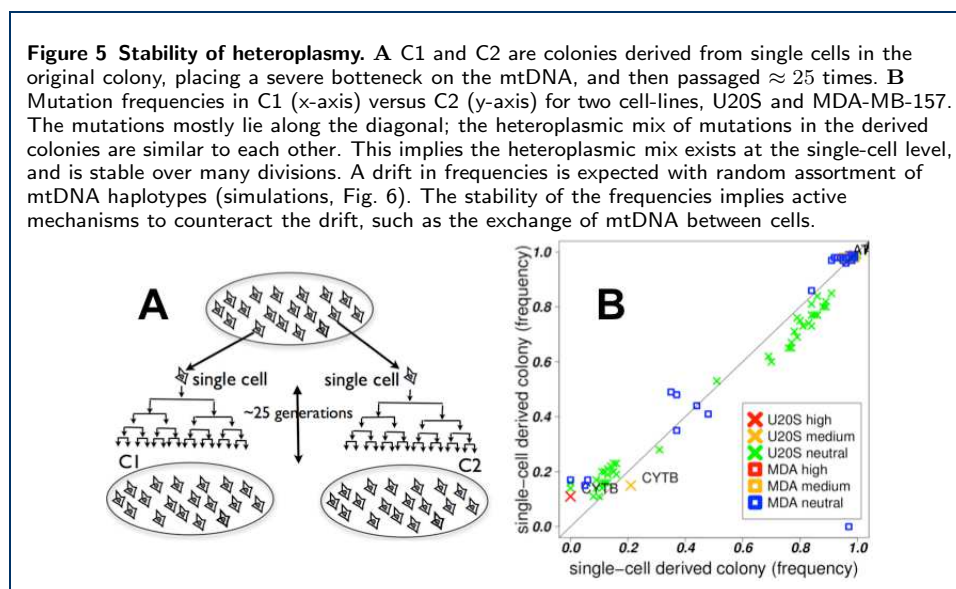 Figure 5 Stability of heteroplasmy. A C1 and C2 are colonies derived from single cells in the
original colony, placing a severe botteneck on the mtDNA, and then passaged ≈ 25 times. B
Mutation frequencies in C1 (x-axis) versus C2 (y-axis) for two cell-lines, U20S and MDA-MB-157.
The mutations mostly lie along the diagonal; the heteroplasmic mix of mutations in the derived
colonies are similar to each other. This implies the heteroplasmic mix exists at the single-cell level,
and is stable over many divisions. A drift in frequencies is expected with random assortment of
mtDNA haplotypes (simulations, Fig. 6). The stability of the frequencies implies active
mechanisms to counteract the drift, such as the exchange of mtDNA between cells.
A
single cell
single cell
~25 generations
C1
C2
B
single-cell derived colony (frequency)
1.0
0.8
0.6
0.4
0.2
0.0
CYTB
CYTB
U20S high
U20S medium
U20S neutral
MDA high
MDA medium
MDA neutral
0.0 0.2 0.4 0.6 0.8 1.0
single-cell derived colony (frequency)